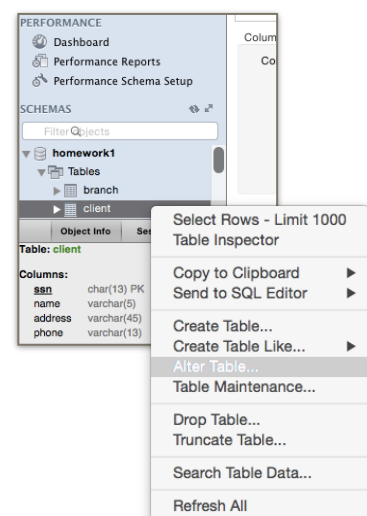 PERFORMANCE
Dashboard
Performance Reports
Performance Schema Setup
SCHEMAS
Filter Objects
homework1
Tables
branch
client
Object Info
Table: client
Columns:
ssn char(13) PK
name varchar(5)
address varchar(45)
phone varchar(13)
Select Rows - Limit 1000
Table Inspector
Copy to Clipboard
Send to SQL Editor
Create Table...
Create Table Like...
Alter Table...
Table Maintenance...
Drop Table...
Truncate Table...
Search Table Data...
Refresh All